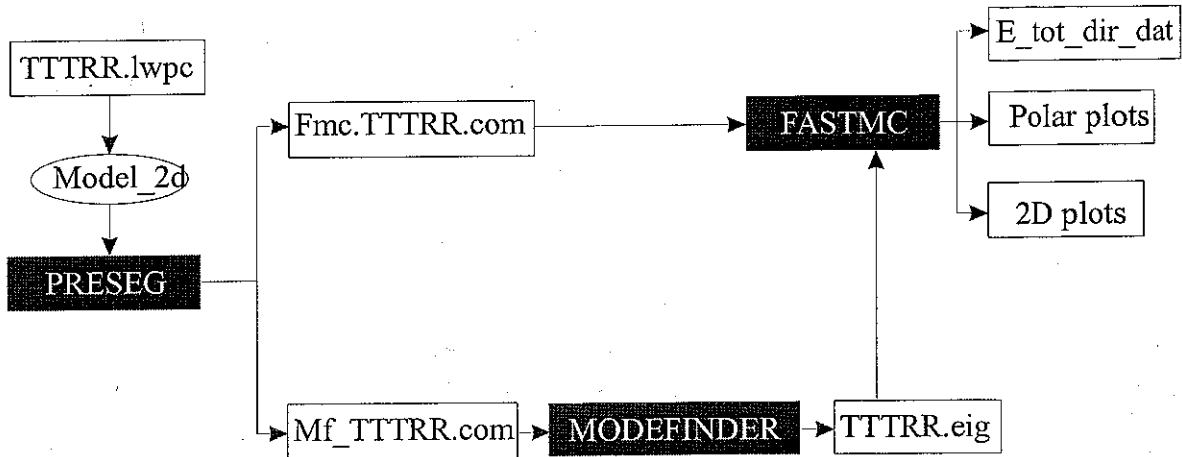 TTTRR.lwpc
Model_2d
PRESEG
Fmc.TTTRR.com
Mf_TTTRR.com
MODEFINDER
TTTRR.eig
FASTMC
E_tot_dir_dat
Polar plots
2D plots